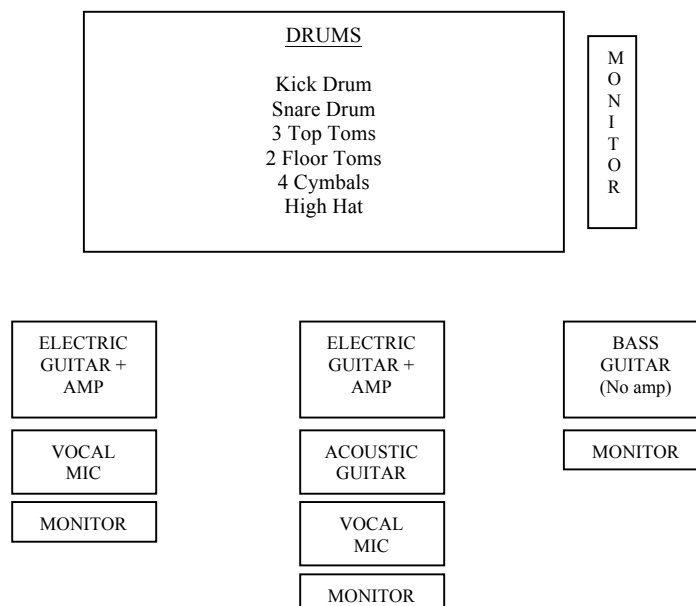 DRUMS
Kick Drum
Snare Drum
3 Top Toms
2 Floor Toms
4 Cymbals
High Hat
M
O
N
I
T
O
R
ELECTRIC
GUITAR +
AMP
VOCAL
MIC
MONITOR
ELECTRIC
GUITAR +
AMP
ACOUSTIC
GUITAR
VOCAL
MIC
MONITOR
BASS
GUITAR
(No amp)
MONITOR